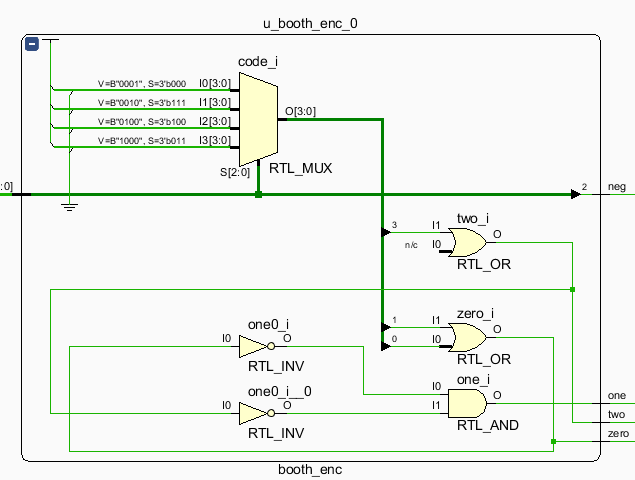 u_booth_enc_0
code_i
V=B"0001", S=3'b000 I0[3:0]
V=B"0010", S=3'b111 I1[3:0]
V=B"0100", S=3'b100 I2[3:0]
V=B"1000", S=3'b011 I3[3:0]
O[3:0]
S[2:0]
RTL_MUX
:0]
2
neg
two_i
3
I1
O
n/c
I0
RTL_OR
zero_i
1
I1
O
0
I0
RTL_OR
one0_i
I0
O
RTL_INV
one_i
I0
O
I1
RTL_AND
one0_i__0
I0
O
RTL_INV
one
two
zero
booth_enc